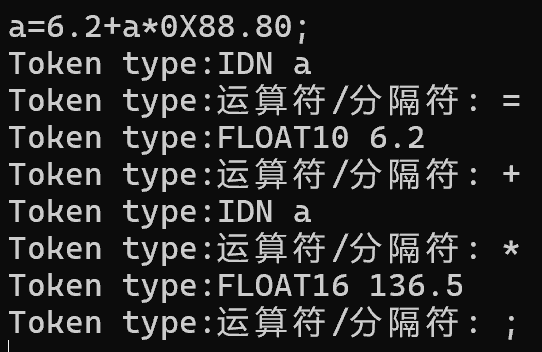 a=6.2+a*0X88.80;
Token type:IDN a
Token type:运算符/分隔符: =
Token type:FLOAT10 6.2
Token type:运算符/分隔符: +
Token type:IDN a
Token type:运算符/分隔符: *
Token type:FLOAT16 136.5
Token type:运算符/分隔符: ;